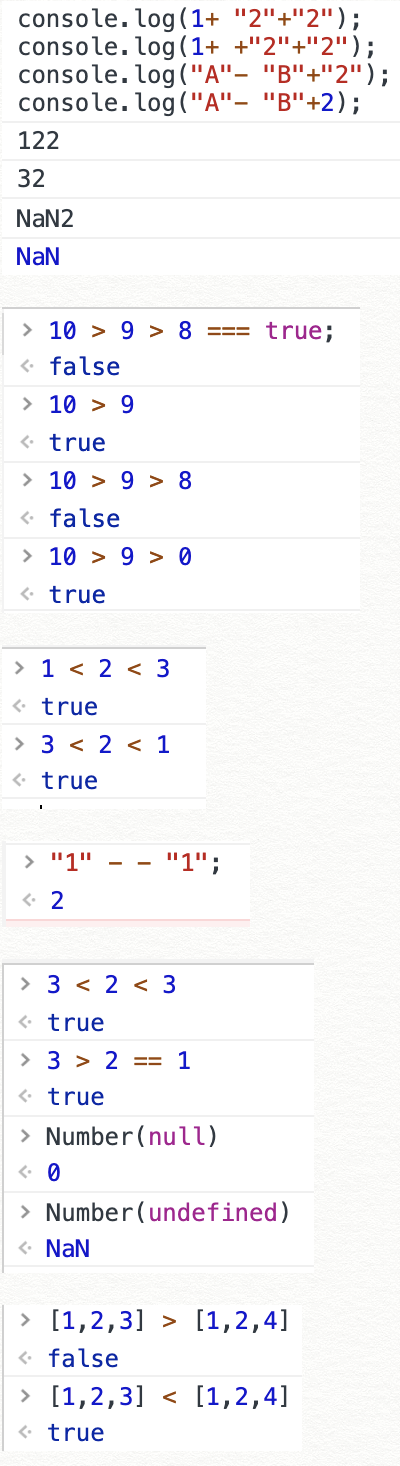 console.log(1+ "2"+"2");
console.log(1+ +"2"+"2");
console.log("A"- "B"+"2");
console.log("A"- "B"+2);
122
32
NaN2
NaN
> 10 > 9 > 8 === true;
<· false
> 10 > 9
<· true
> 10 > 9 > 8
<· false
> 10 > 9 > 0
<· true
> 1 < 2 < 3
<· true
> 3 < 2 < 1
<· true
> "1" - - "1";
<· 2
> 3 < 2 < 3
<· true
> 3 > 2 == 1
<· true
> Number(null)
<· 0
> Number(undefined)
<· NaN
> [1,2,3] > [1,2,4]
<· false
> [1,2,3] < [1,2,4]
<· true